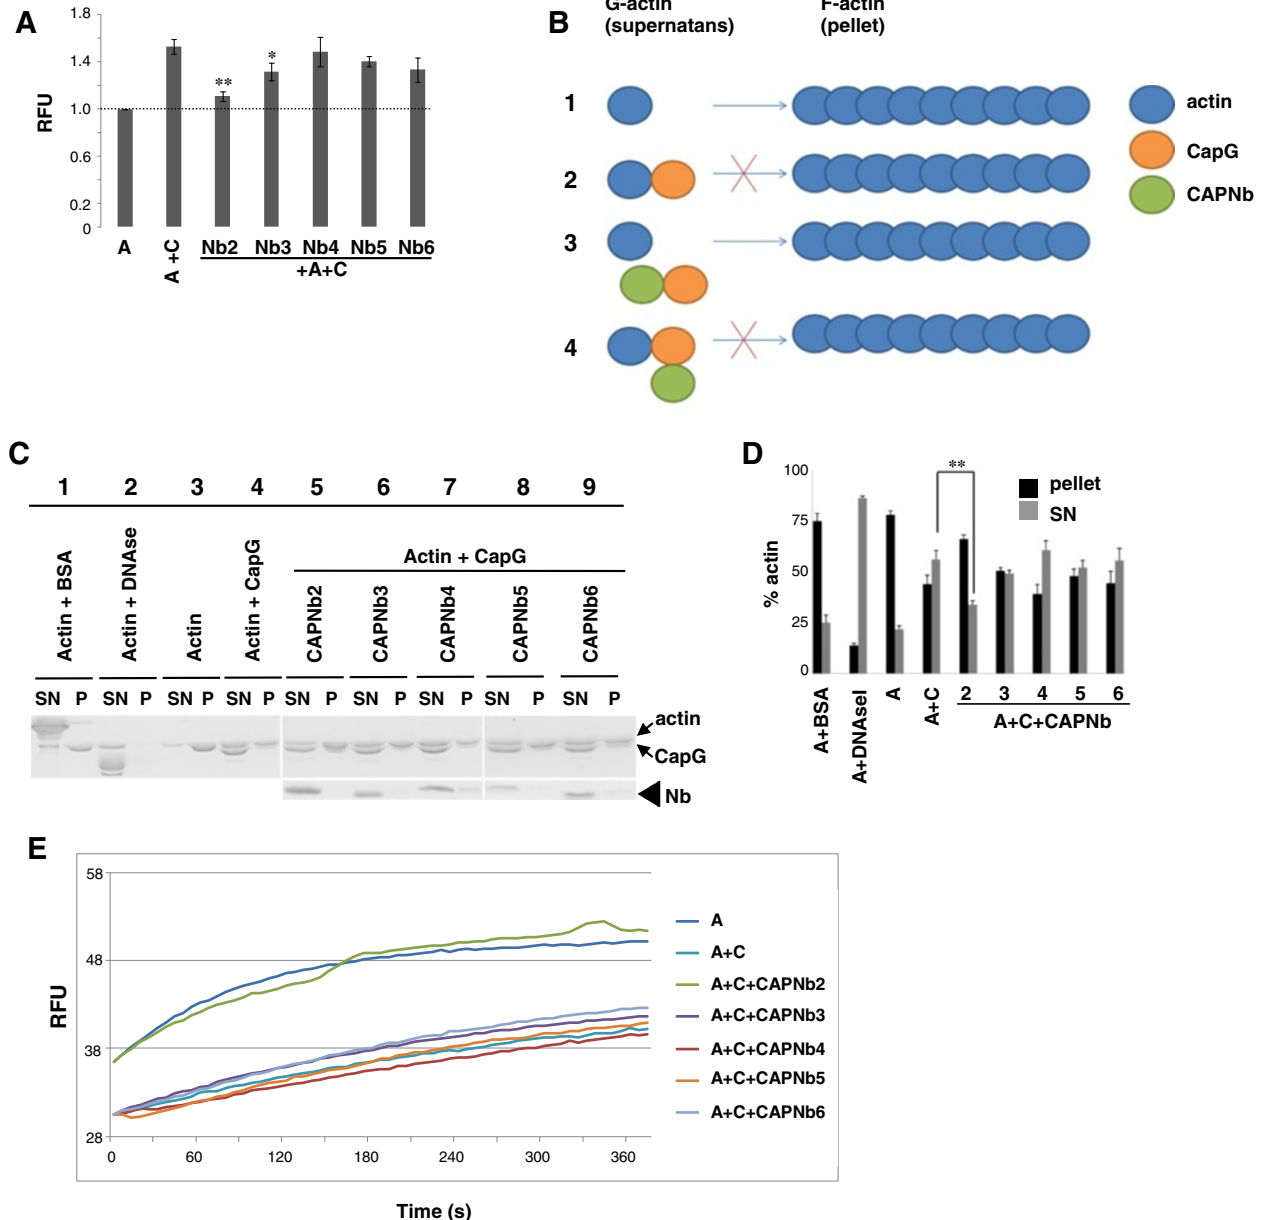 A
1.8
1.4
1.0
0.6
0.2
0
RFU
** *
A A+C Nb2 Nb3 Nb4 Nb5 Nb6
+A+C
B
G-actin F-actin
(supernatans) (pellet)
1
2
3
4
actin
CapG
CAPNb
C
1 2 3 4 5 6 7 8 9
Actin + BSA
Actin + DNAse
Actin
Actin + CapG
Actin + CapG
CAPNb2
CAPNb3
CAPNb4
CAPNb5
CAPNb6
SN P SN P SN P SN P SN P SN P SN P SN P SN P
actin
CapG
Nb
D
100
75
50
25
0
% actin
**
pellet
SN
A+BSA
A+DNAseI
A
A+C
2 3 4 5 6
A+C+CAPNb
E
58
48
38
28
RFU
0 60 120 180 240 300 360
Time (s)
A
A+C
A+C+CAPNb2
A+C+CAPNb3
A+C+CAPNb4
A+C+CAPNb5
A+C+CAPNb6